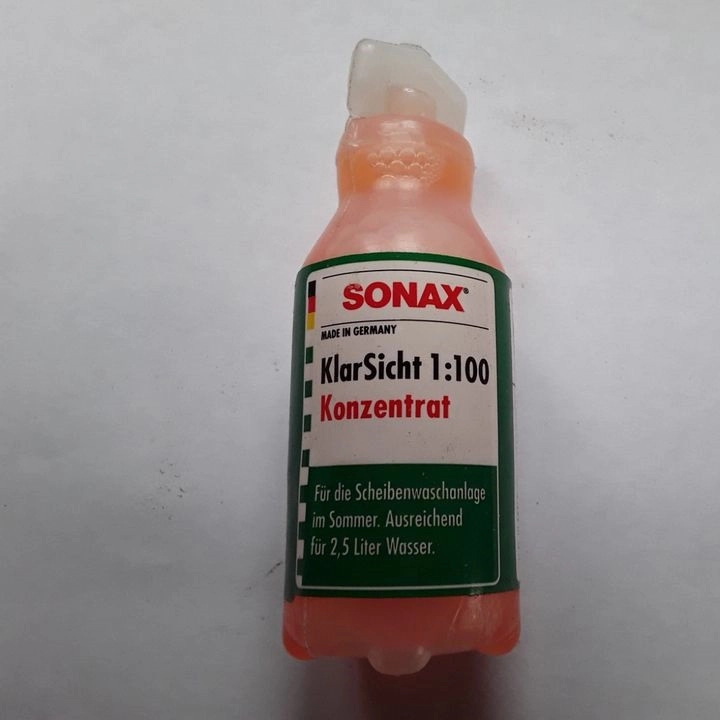 SONAX®
MADE IN GERMANY
KlarSicht 1:100
Konzentrat
Für die Scheibenwaschanlage
im Sommer. Ausreichend
für 2,5 Liter Wasser.